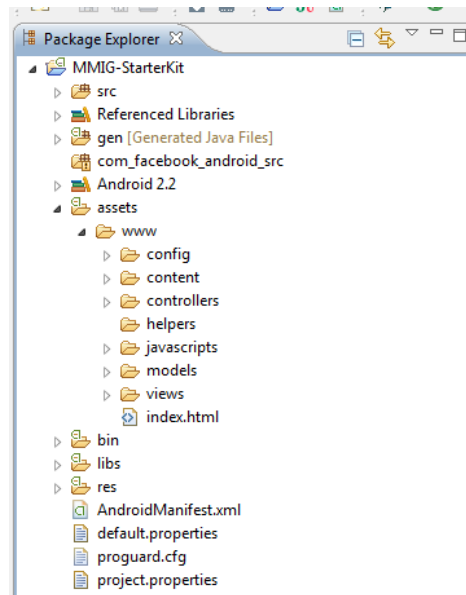 Package Explorer
MMIG-StarterKit
src
Referenced Libraries
gen [Generated Java Files]
com_facebook_android_src
Android 2.2
assets
www
config
content
controllers
helpers
javascripts
models
views
index.html
bin
libs
res
AndroidManifest.xml
default.properties
proguard.cfg
project.properties